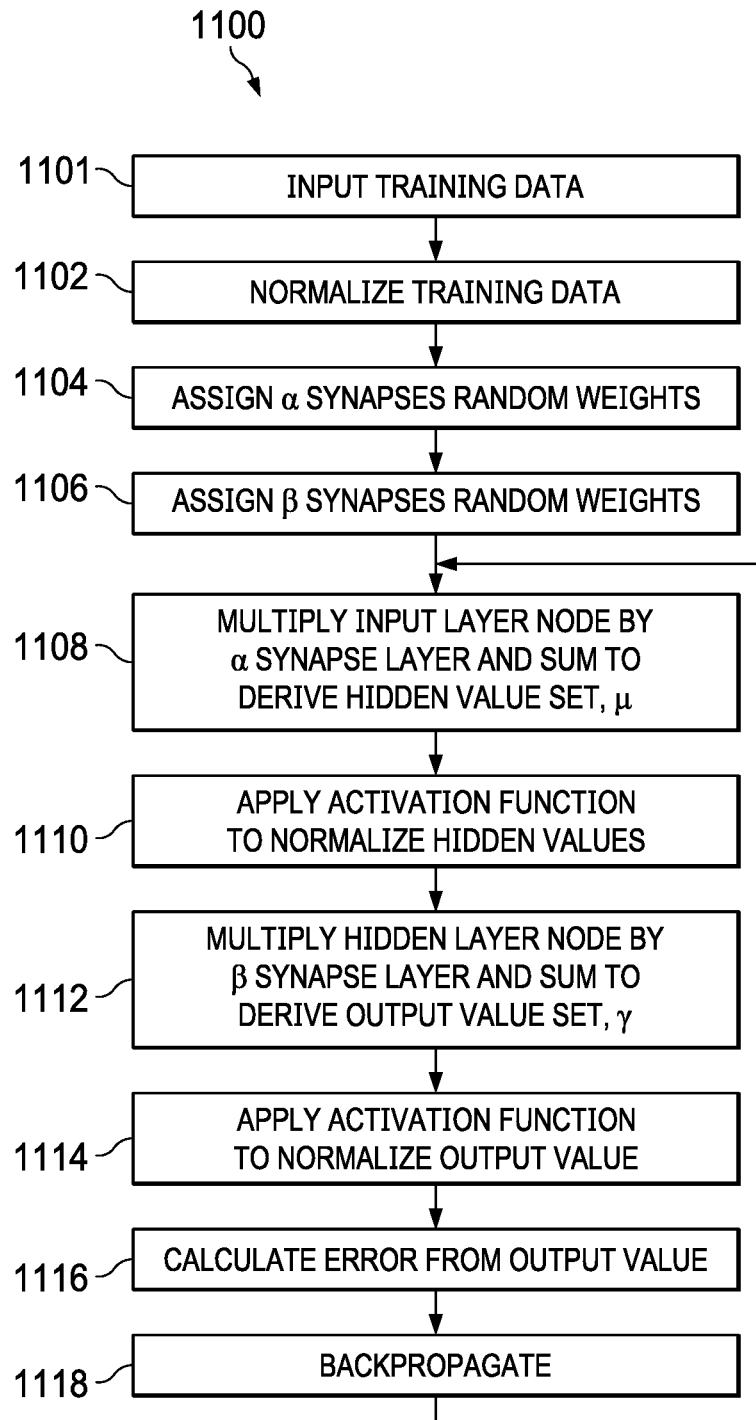 1100
1101
INPUT TRAINING DATA
1102
NORMALIZE TRAINING DATA
1104
ASSIGN α SYNAPSES RANDOM WEIGHTS
1106
ASSIGN β SYNAPSES RANDOM WEIGHTS
1108
MULTIPLY INPUT LAYER NODE BY
α SYNAPSE LAYER AND SUM TO
DERIVE HIDDEN VALUE SET, μ
1110
APPLY ACTIVATION FUNCTION
TO NORMALIZE HIDDEN VALUES
1112
MULTIPLY HIDDEN LAYER NODE BY
β SYNAPSE LAYER AND SUM TO
DERIVE OUTPUT VALUE SET, γ
1114
APPLY ACTIVATION FUNCTION
TO NORMALIZE OUTPUT VALUE
1116
CALCULATE ERROR FROM OUTPUT VALUE
1118
BACKPROPAGATE